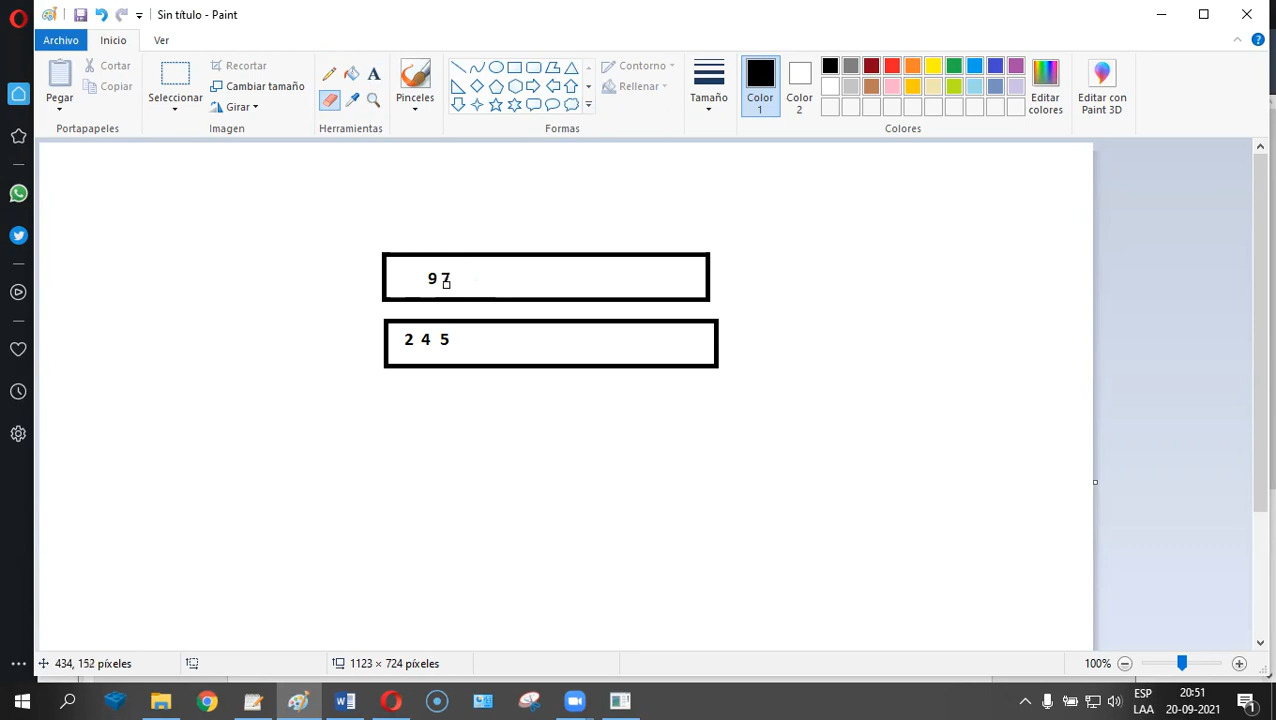 Sin título - Paint
Archivo Inicio Ver
Pegar
Cortar
Copiar
Portapapeles
Seleccionar
Recortar
Cambiar tamaño
Girar
Imagen
A
Herramientas
Pinceles
Contorno
Rellenar
Formas
Tamaño
Color 1
Color 2
Editar colores
Editar con Paint 3D
Colores
9 7
2 4 5
434, 152 píxeles
1123 × 724 píxeles
100%
ESP
LAA
20:51
20-09-2021
1